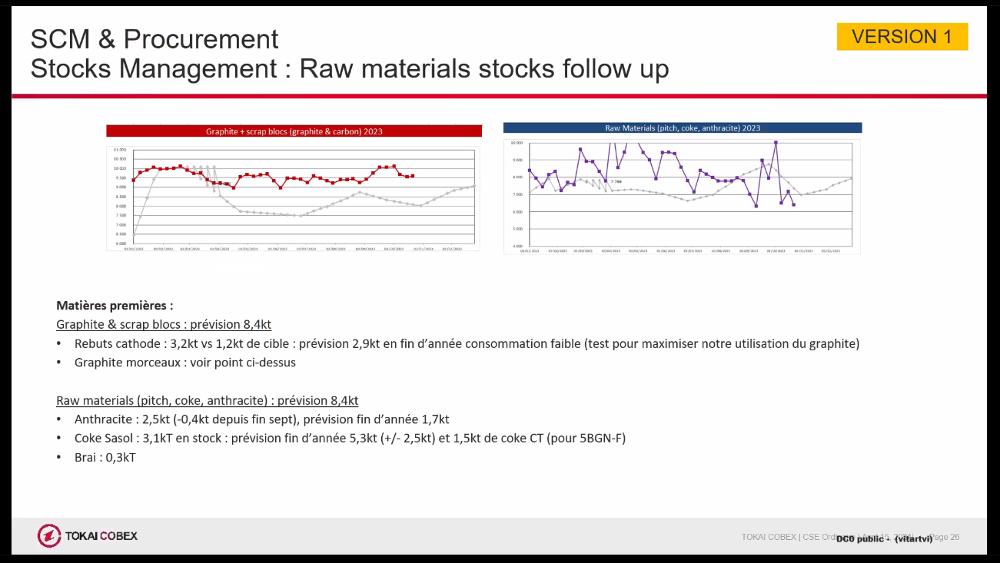 SCM & Procurement
VERSION 1
Stocks Management : Raw materials stocks follow up
Graphite + scrap blocs (graphite & carbon) 2023
Raw Materials (pitch, coke, anthracite) 2023
11 000
10 500
10 000
9 500
9 000
8 500
8 000
7 500
7 000
6 500
6 000
10 000
9 000
8 000
7 000
6 000
5 000
4 000
Matières premières :
Graphite & scrap blocs : prévision 8,4kt
• Rebuts cathode : 3,2kt vs 1,2kt de cible : prévision 2,9kt en fin d’année consommation faible (test pour maximiser notre utilisation du graphite)
• Graphite morceaux : voir point ci-dessus
Raw materials (pitch, coke, anthracite) : prévision 8,4kt
• Anthracite : 2,5kt (-0,4kt depuis fin sept), prévision fin d’année 1,7kt
• Coke Sasol : 3,1kT en stock : prévision fin d’année 5,3kt (+/- 2,5kt) et 1,5kt de coke CT (pour 5BGN-F)
• Brai : 0,3kT
TOKAI COBEX
TOKAI COBEX | CSE
Page 26
DC0 public - (vitartvi)